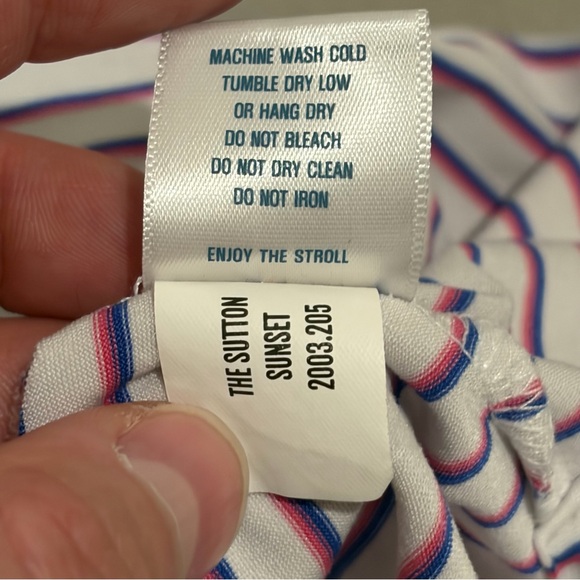 MACHINE WASH COLD
TUMBLE DRY LOW
OR HANG DRY
DO NOT BLEACH
DO NOT DRY CLEAN
DO NOT IRON
ENJOY THE STROLL
THE SUTTON
SUNSET
2003.205